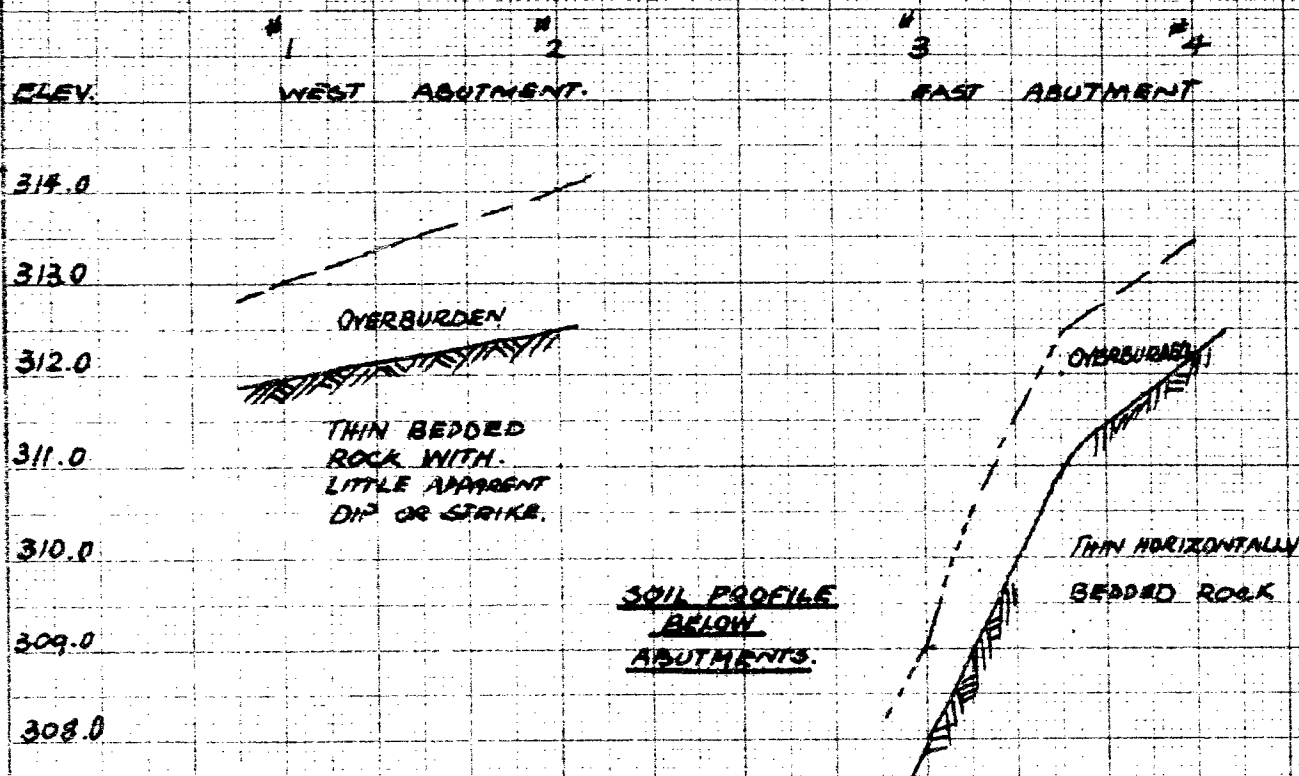 #1 #2 #3 #4
ELEV. WEST ABUTMENT. EAST ABUTMENT
314.0
313.0
OVERBURDEN
312.0
OVERBURDEN
THIN BEDDED
ROCK WITH.
311.0
LITTLE APPARENT
DIP OR STRIKE.
310.0
THIN HORIZONTALLY
BEDDED ROCK
SOIL PROFILE
BELOW
ABUTMENTS.
309.0
308.0